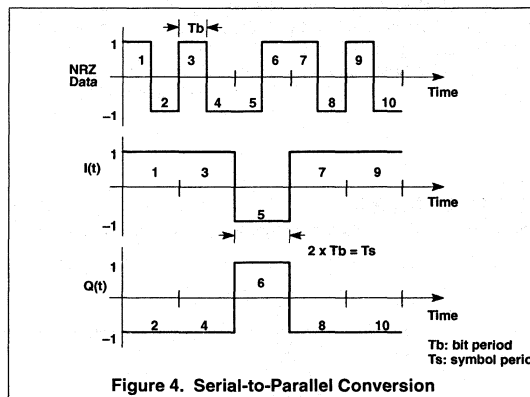 Tb
1
NRZ Data
–1
1
2
3
4
5
6
7
8
9
10
Time
1
I(t)
–1
1
3
5
7
9
Time
2 x Tb = Ts
1
Q(t)
–1
2
4
6
8
10
Time
Tb: bit period
Ts: symbol perio
Figure 4. Serial-to-Parallel Conversion